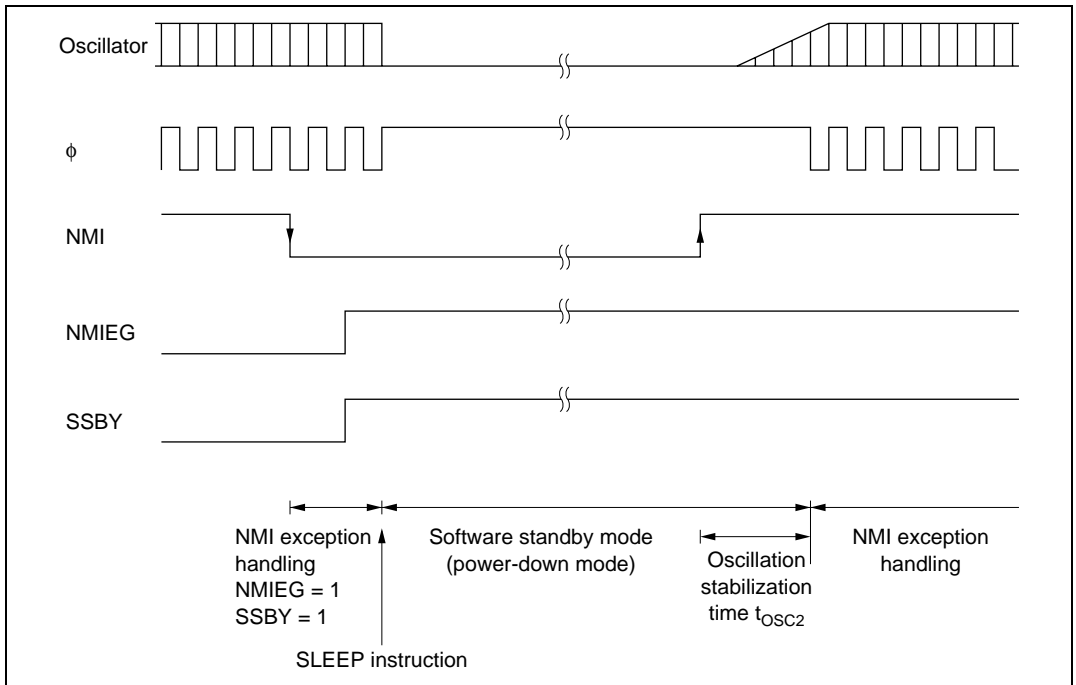 Oscillator
ϕ
NMI
NMIEG
SSBY
NMI exception
handling
NMIEG = 1
SSBY = 1
Software standby mode
(power-down mode)
Oscillation
stabilization
time tOSC2
NMI exception
handling
SLEEP instruction